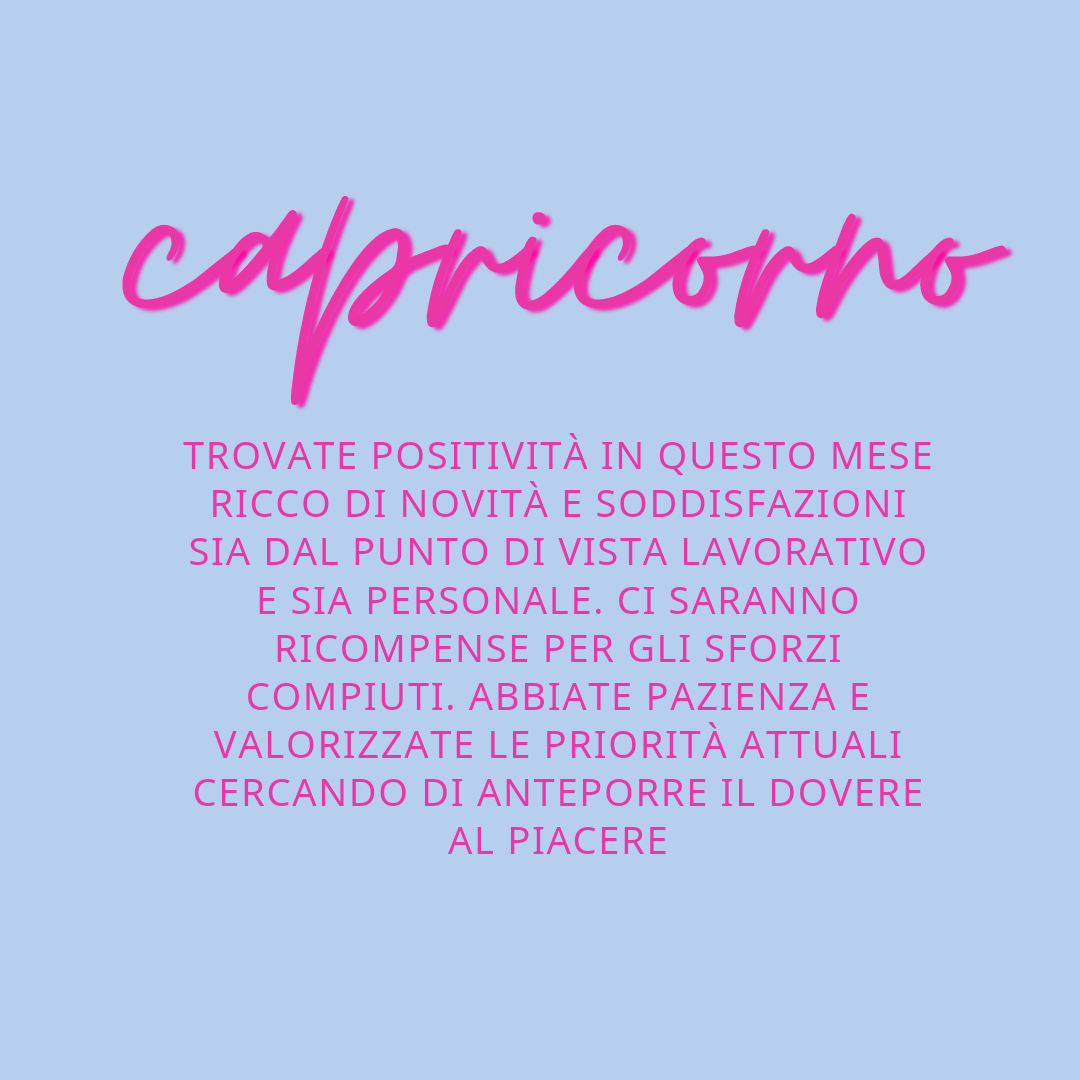 capricorno
TROVATE POSITIVITÀ IN QUESTO MESE
RICCO DI NOVITÀ E SODDISFAZIONI
SIA DAL PUNTO DI VISTA LAVORATIVO
E SIA PERSONALE. CI SARANNO
RICOMPENSE PER GLI SFORZI
COMPIUTI. ABBIATE PAZIENZA E
VALORIZZATE LE PRIORITÀ ATTUALI
CERCANDO DI ANTEPORRE IL DOVERE
AL PIACERE